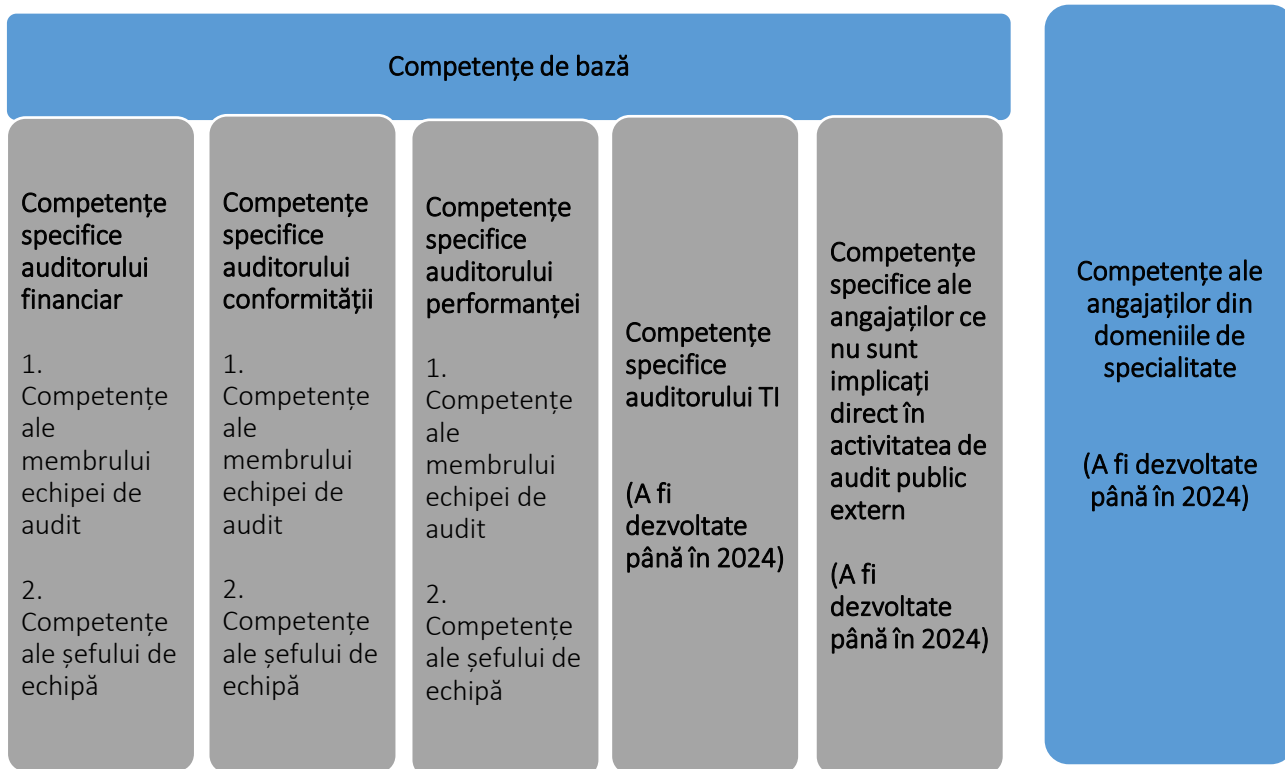 Competențe de bază
Competențe
specifice
auditorului
financiar
1.
Competențe
ale
membrului
echipei de
audit
2.
Competențe
ale șefului de
echipă
Competențe
specifice
auditorului
conformității
1.
Competențe
ale
membrului
echipei de
audit
2.
Competențe
ale șefului de
echipă
Competențe
specifice
auditorului
performanței
1.
Competențe
ale
membrului
echipei de
audit
2.
Competențe
ale șefului de
echipă
Competențe
specifice
auditorului TI
(A fi
dezvoltate
până în 2024)
Competențe
specifice ale
angajaților ce
nu sunt
implicați
direct în
activitatea de
audit public
extern
(A fi
dezvoltate
până în 2024)
Competențe ale
angajaților din
domeniile de
specialitate
(A fi dezvoltate
până în 2024)